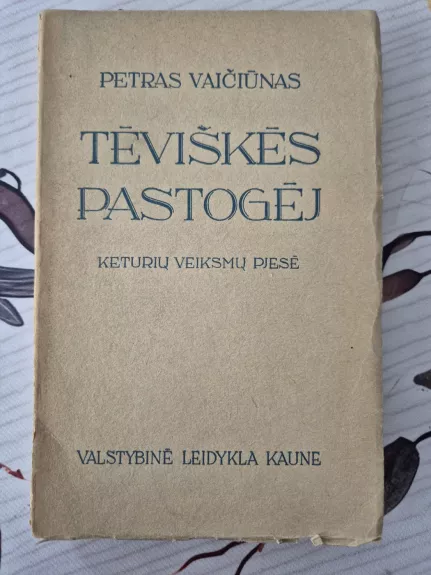 PETRAS VAIČIŪNAS
TĖVIŠKĖS
PASTOGĖJ
KETURIŲ VEIKSMŲ PJESĖ
VALSTYBINĖ LEIDYKLA KAUNE